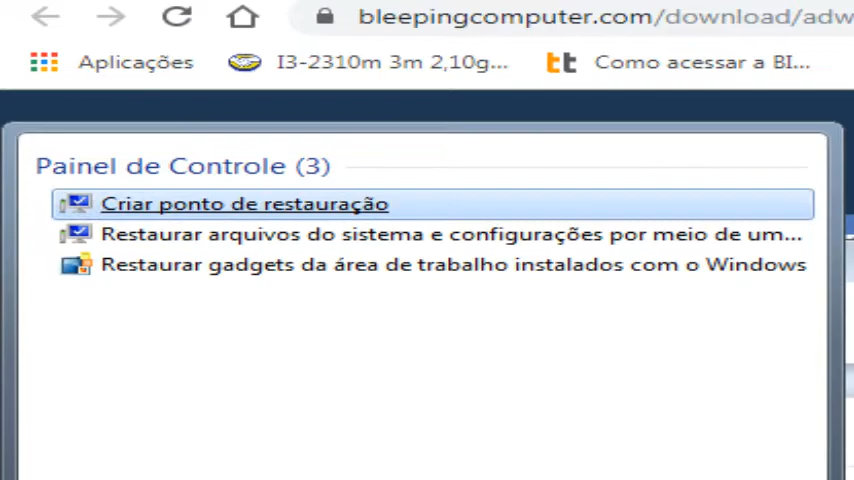 bleepingcomputer.com/download/adw
Aplicações I3-2310m 3m 2,10g... Como acessar a BI...
Painel de Controle (3)
Criar ponto de restauração
Restaurar arquivos do sistema e configurações por meio de um...
Restaurar gadgets da área de trabalho instalados com o Windows